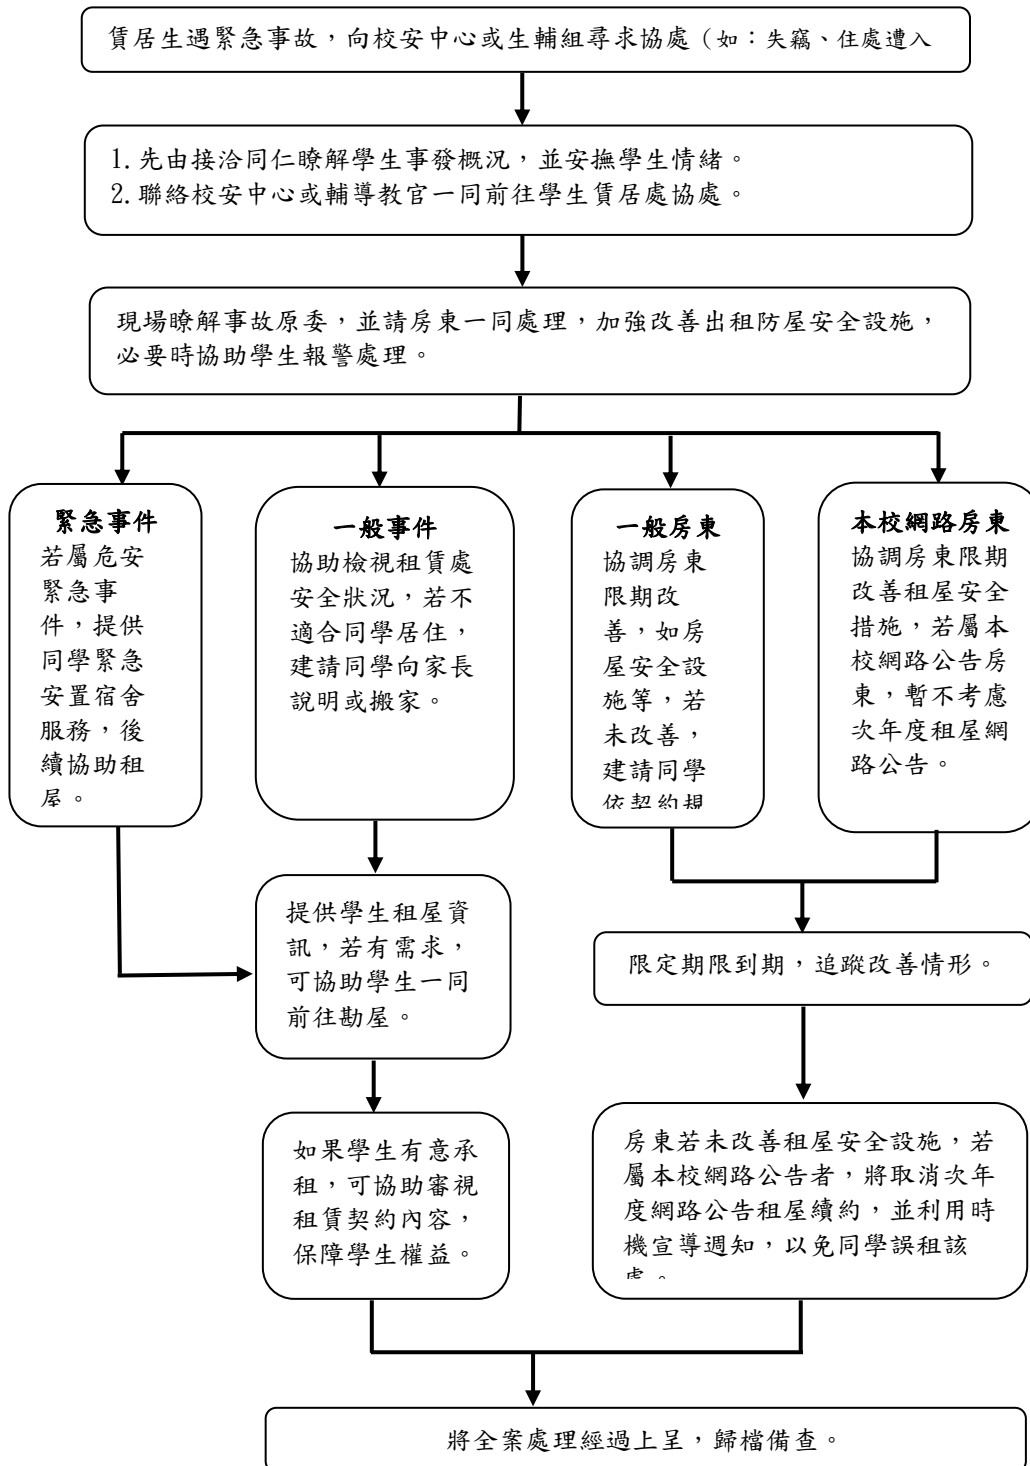 賃居生遇緊急事故，向校安中心或生輔組尋求協處（如：失竊、住處遭入
1.先由接洽同仁瞭解學生事發概況，並安撫學生情緒。
2.聯絡校安中心或輔導教官一同前往學生賃居處協處。
現場瞭解事故原委，並請房東一同處理，加強改善出租防屋安全設施，
必要時協助學生報警處理。
緊急事件
若屬危安
緊急事
件，提供
同學緊急
安置宿舍
服務，後
續協助租
屋。
一般事件
協助檢視租賃處
安全狀況，若不
適合同學居住，
建請同學向家長
說明或搬家。
一般房東
協調房東
限期改
善，如房
屋安全設
施等，若
未改善，
建請同學
依契約規
本校網路房東
協調房東限期
改善租屋安全
措施，若屬本
校網路公告房
東，暫不考慮
次年度租屋網
路公告。
提供學生租屋資
訊，若有需求，
可協助學生一同
前往勘屋。
限定期限到期，追蹤改善情形。
如果學生有意承
租，可協助審視
租賃契約內容，
保障學生權益。
房東若未改善租屋安全設施，若
屬本校網路公告者，將取消次年
度網路公告租屋續約，並利用時
機宣導週知，以免同學誤租該
處。
將全案處理經過上呈，歸檔備查。